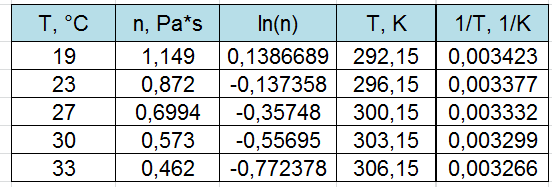 T, °C n, Pa*s ln(n) T, K 1/T, 1/K
19 1,149 0,1386689 292,15 0,003423
23 0,872 -0,137358 296,15 0,003377
27 0,6994 -0,35748 300,15 0,003332
30 0,573 -0,55695 303,15 0,003299
33 0,462 -0,772378 306,15 0,003266